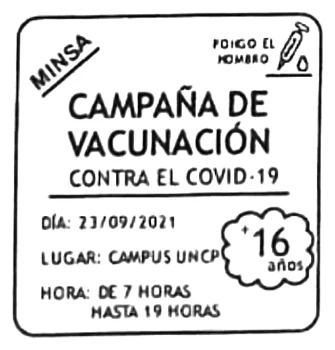 MINSA
PONGO EL
HOMBRO
CAMPAÑA DE
VACUNACIÓN
CONTRA EL COVID-19
DÍA: 23/09/2021
LUGAR: CAMPUS UNCP
+16
años
HORA: DE 7 HORAS
HASTA 19 HORAS